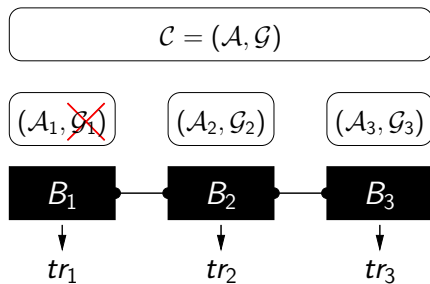 𝒞 = (𝒜, 𝒢)
(𝒜₁, 𝒢₁) (𝒜₂, 𝒢₂) (𝒜₃, 𝒢₃)
B₁ B₂ B₃
tr₁ tr₂ tr₃